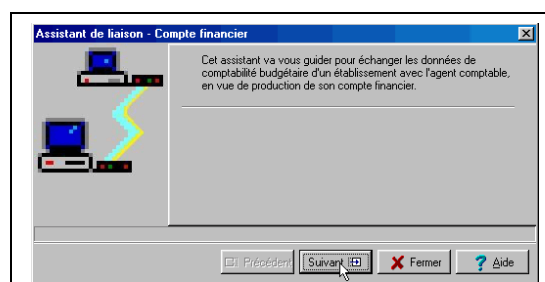 Assistant de liaison - Compte financier
Cet assistant va vous guider pour échanger les données de
comptabilité budgétaire d'un établissement avec l'agent comptable,
en vue de production de son compte financier.
Précédent
Suivant
Fermer
Aide